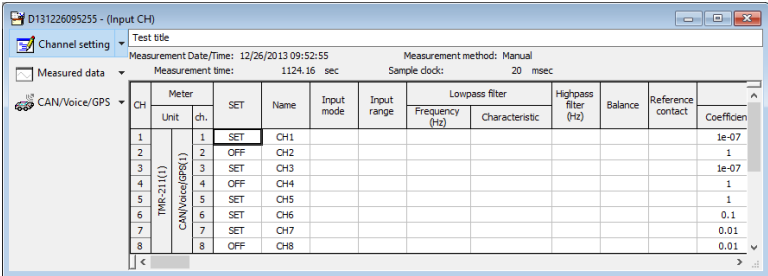 D131226095255 - (Input CH)
Channel setting
Measured data
CAN/Voice/GPS
Test title
Measurement Date/Time: 12/26/2013 09:52:55 Measurement method: Manual
Measurement time: 1124.16 sec Sample clock: 20 msec
CH Meter SET Name Input mode Input range Lowpass filter Highpass filter (Hz) Balance Reference contact
Unit ch. Frequency (Hz) Characteristic Coefficien
TMR-211(1)
CAN/Voice/GPS(1)
1 1 SET CH1 1e-07
2 2 OFF CH2 1
3 3 SET CH3 1e-07
4 4 OFF CH4 1
5 5 SET CH5 1
6 6 SET CH6 0.1
7 7 SET CH7 0.01
8 8 OFF CH8 0.01